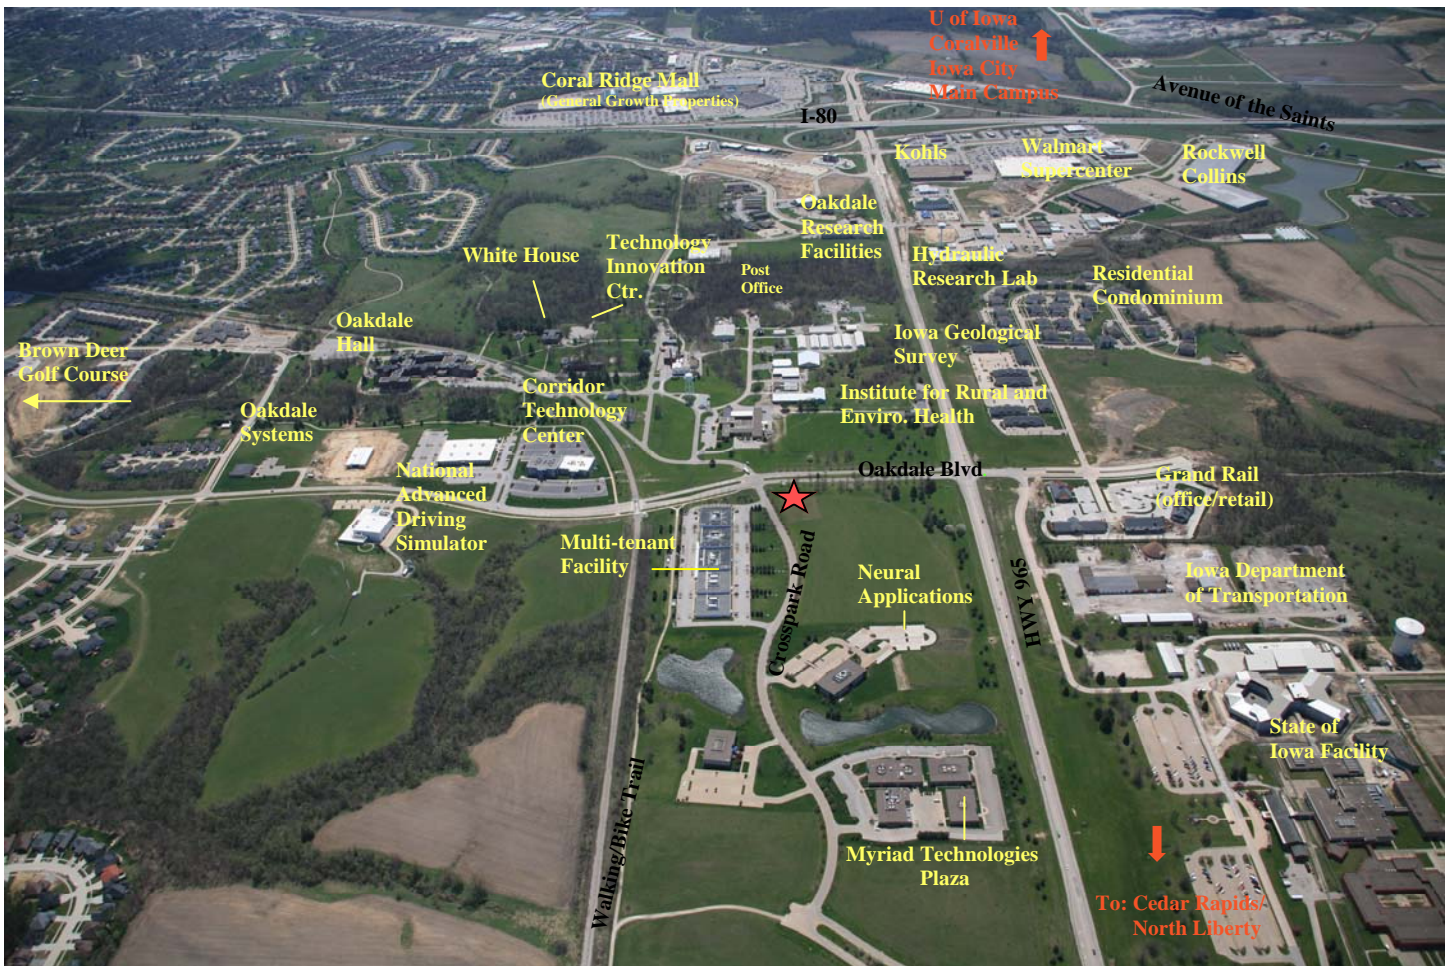 U of Iowa
Coralville
Iowa City
Main Campus
Coral Ridge Mall
(General Growth Properties)
I-80
Avenue of the Saints
Kohls
Walmart
Supercenter
Rockwell
Collins
Oakdale
Research
Facilities
White House
Technology
Innovation
Ctr.
Post
Office
Hydraulic
Research Lab
Residential
Condominium
Oakdale
Hall
Iowa Geological
Survey
Brown Deer
Golf Course
Corridor
Technology
Center
Institute for Rural and
Enviro. Health
Oakdale
Systems
National
Advanced
Driving
Simulator
Oakdale Blvd
Grand Rail
(office/retail)
Multi-tenant
Facility
Crosspark Road
Neural
Applications
HWY 965
Iowa Department
of Transportation
State of
Iowa Facility
Walking/Bike Trail
Myriad Technologies
Plaza
To: Cedar Rapids/
North Liberty